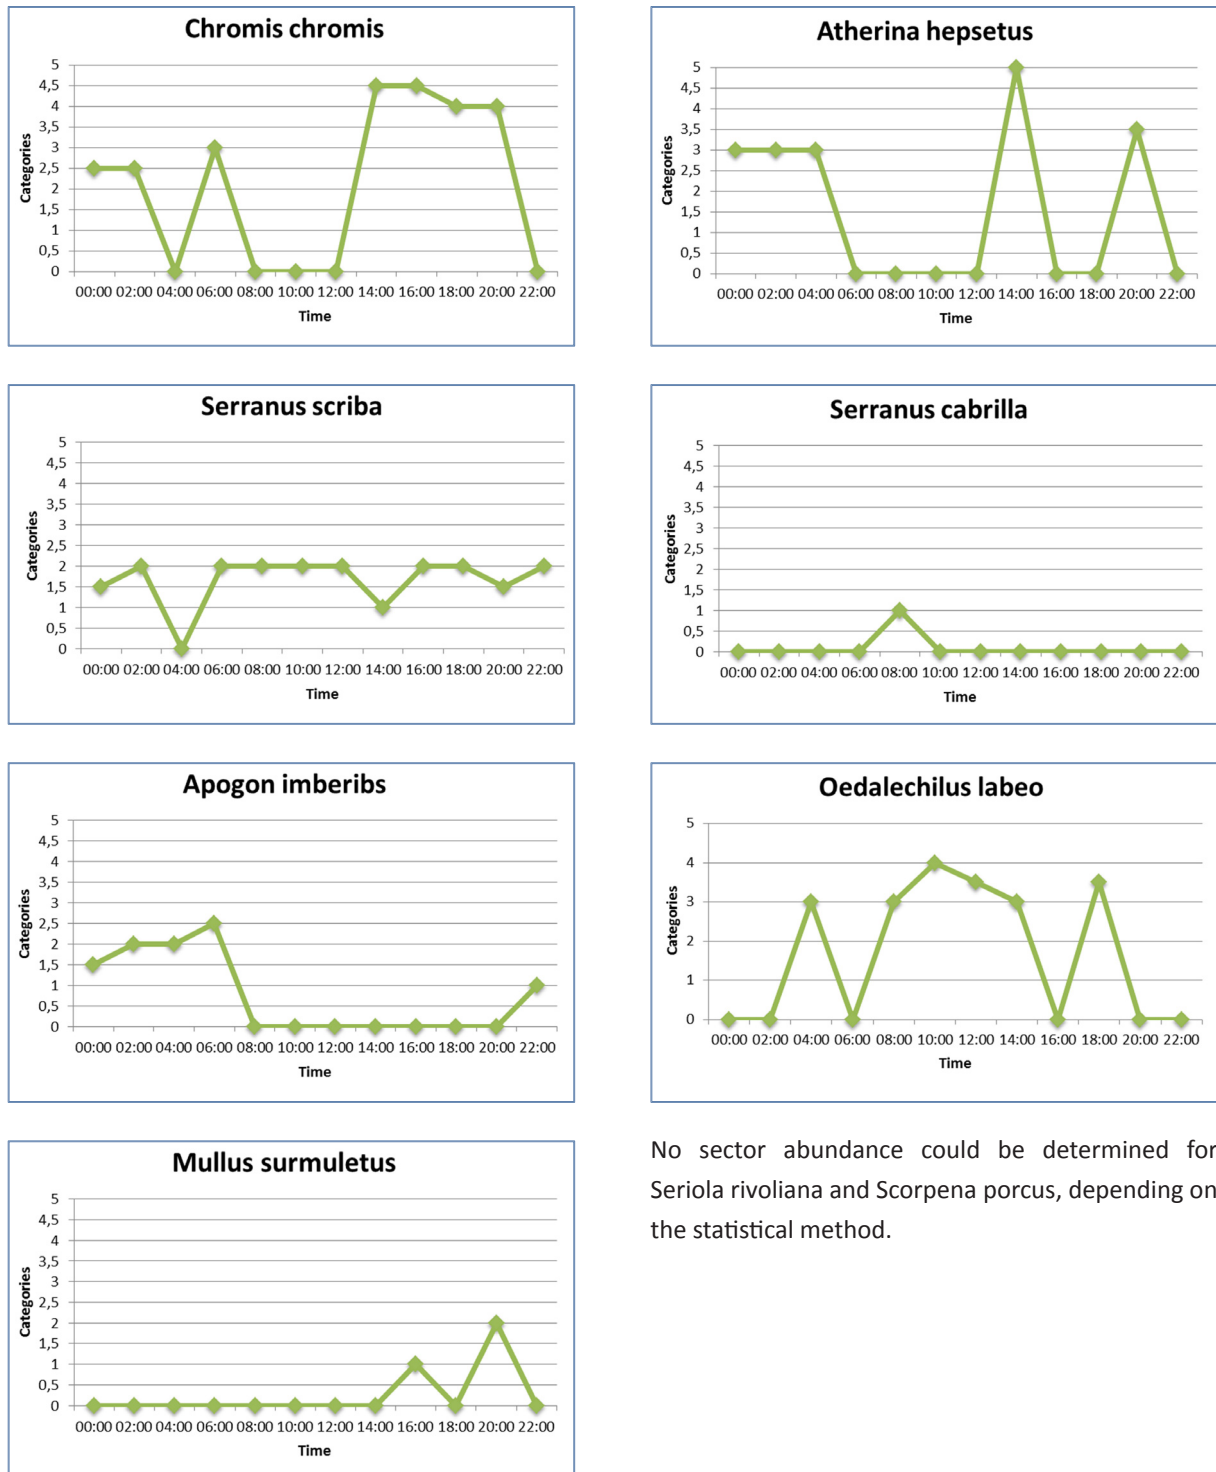 Chromis chromis
5
4,5
4
3,5
3
2,5
2
1,5
1
0,5
0
Categories
00:00 02:00 04:00 06:00 08:00 10:00 12:00 14:00 16:00 18:00 20:00 22:00
Time
Atherina hepsetus
5
4,5
4
3,5
3
2,5
2
1,5
1
0,5
0
Categories
00:00 02:00 04:00 06:00 08:00 10:00 12:00 14:00 16:00 18:00 20:00 22:00
Time
Serranus scriba
5
4,5
4
3,5
3
2,5
2
1,5
1
0,5
0
Categories
00:00 02:00 04:00 06:00 08:00 10:00 12:00 14:00 16:00 18:00 20:00 22:00
Time
Serranus cabrilla
5
4,5
4
3,5
3
2,5
2
1,5
1
0,5
0
Categories
00:00 02:00 04:00 06:00 08:00 10:00 12:00 14:00 16:00 18:00 20:00 22:00
Time
Apogon imberibs
5
4,5
4
3,5
3
2,5
2
1,5
1
0,5
0
Categories
00:00 02:00 04:00 06:00 08:00 10:00 12:00 14:00 16:00 18:00 20:00 22:00
Time
Oedalechilus labeo
5
4
3
2
1
0
Categories
00:00 02:00 04:00 06:00 08:00 10:00 12:00 14:00 16:00 18:00 20:00 22:00
Time
Mullus surmuletus
5
4,5
4
3,5
3
2,5
2
1,5
1
0,5
0
Categories
00:00 02:00 04:00 06:00 08:00 10:00 12:00 14:00 16:00 18:00 20:00 22:00
Time
No sector abundance could be determined for
Seriola rivoliana and Scorpena porcus, depending on
the statistical method.